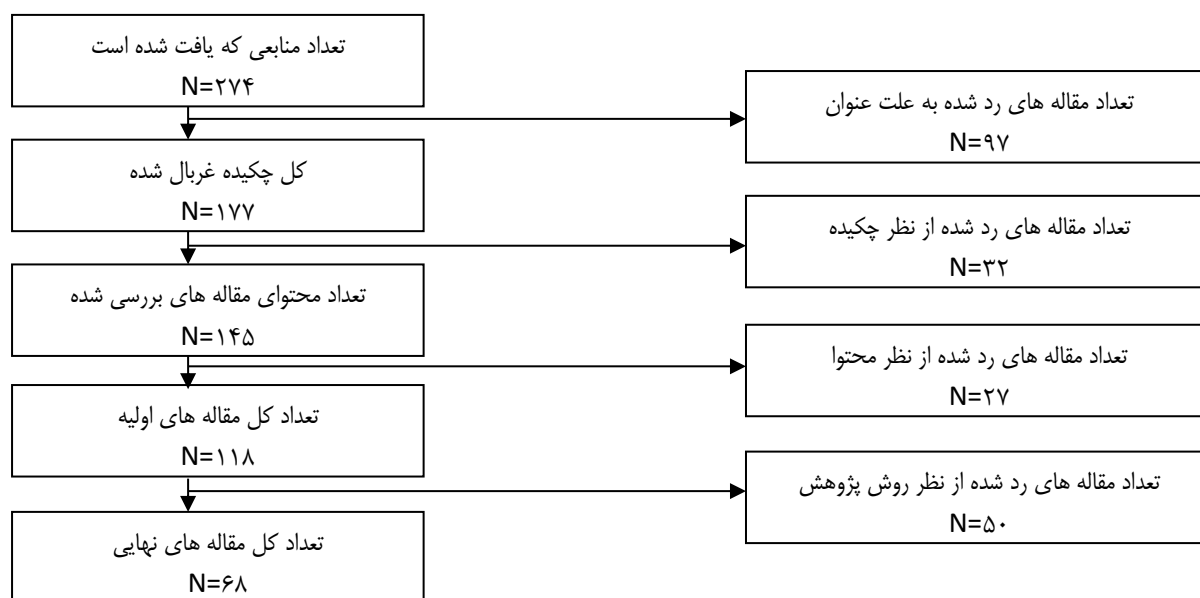 تعداد منابعی که یافت شده است
N=۲۷۴
تعداد مقاله های رد شده به علت عنوان
N=۹۷
کل چکیده غربال شده
N=۱۷۷
تعداد مقاله های رد شده از نظر چکیده
N=۳۲
تعداد محتوای مقاله های بررسی شده
N=۱۴۵
تعداد مقاله های رد شده از نظر محتوا
N=۲۷
تعداد کل مقاله های اولیه
N=۱۱۸
تعداد مقاله های رد شده از نظر روش پژوهش
N=۵۰
تعداد کل مقاله های نهایی
N=۶۸